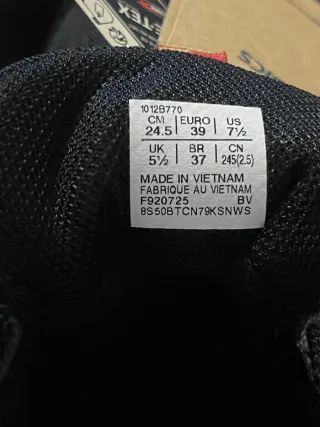 1012B770
CM EURO US
24.5 39 7½
UK BR CN
5½ 37 245(2.5)
MADE IN VIETNAM
FABRIQUE AU VIETNAM
F920725 BV
8S50BTCN79KSNWS